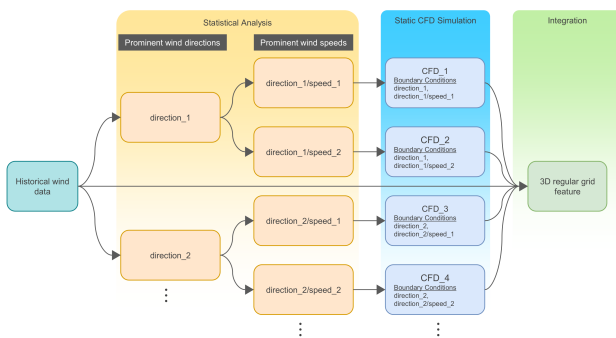 Statistical Analysis
Static CFD Simulation
Integration
Prominent wind directions
Prominent wind speeds
Historical wind
data
direction_1
direction_2
direction_1/speed_1
direction_1/speed_2
direction_2/speed_1
direction_2/speed_2
CFD_1
Boundary Conditions
direction_1,
direction_1/speed_1
CFD_2
Boundary Conditions
direction_1,
direction_1/speed_2
CFD_3
Boundary Conditions
direction_2,
direction_2/speed_1
CFD_4
Boundary Conditions
direction_2,
direction_2/speed_2
3D regular grid
feature